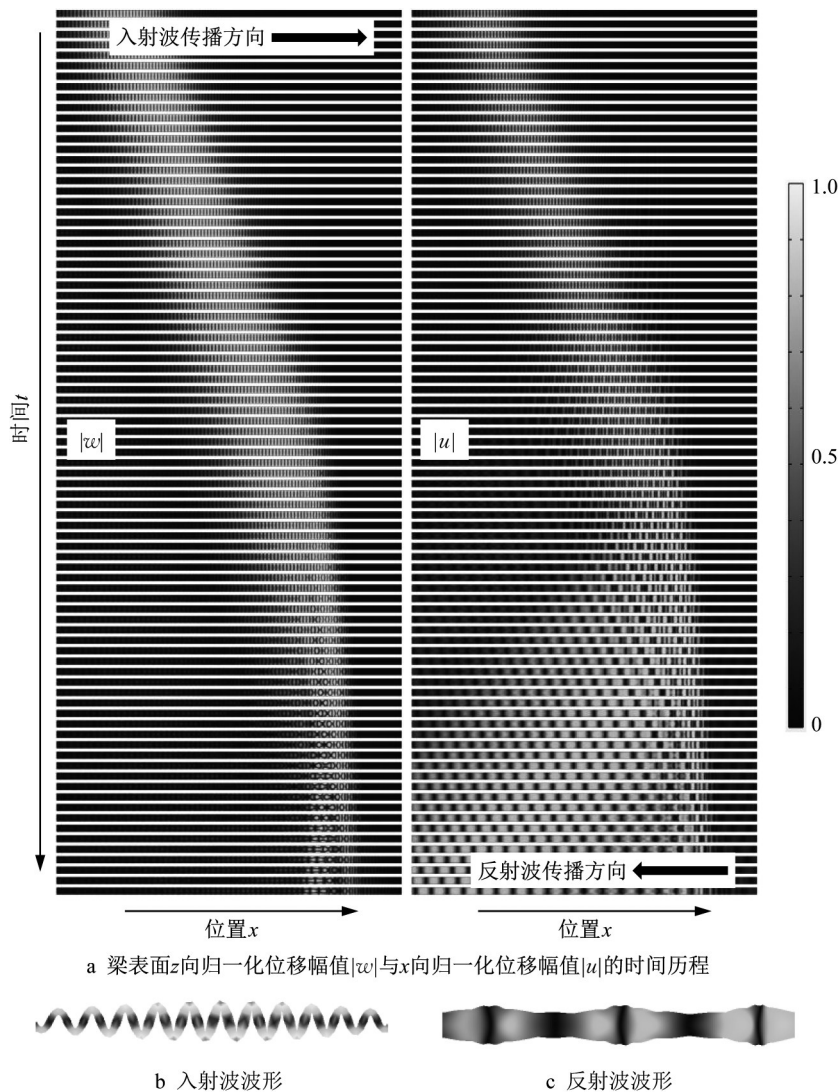 入射波传播方向
时间t
|w|
|u|
1.0
0.5
0
反射波传播方向
位置x
位置x
a 梁表面z向归一化位移幅值|w|与x向归一化位移幅值|u|的时间历程
b 入射波波形
c 反射波波形